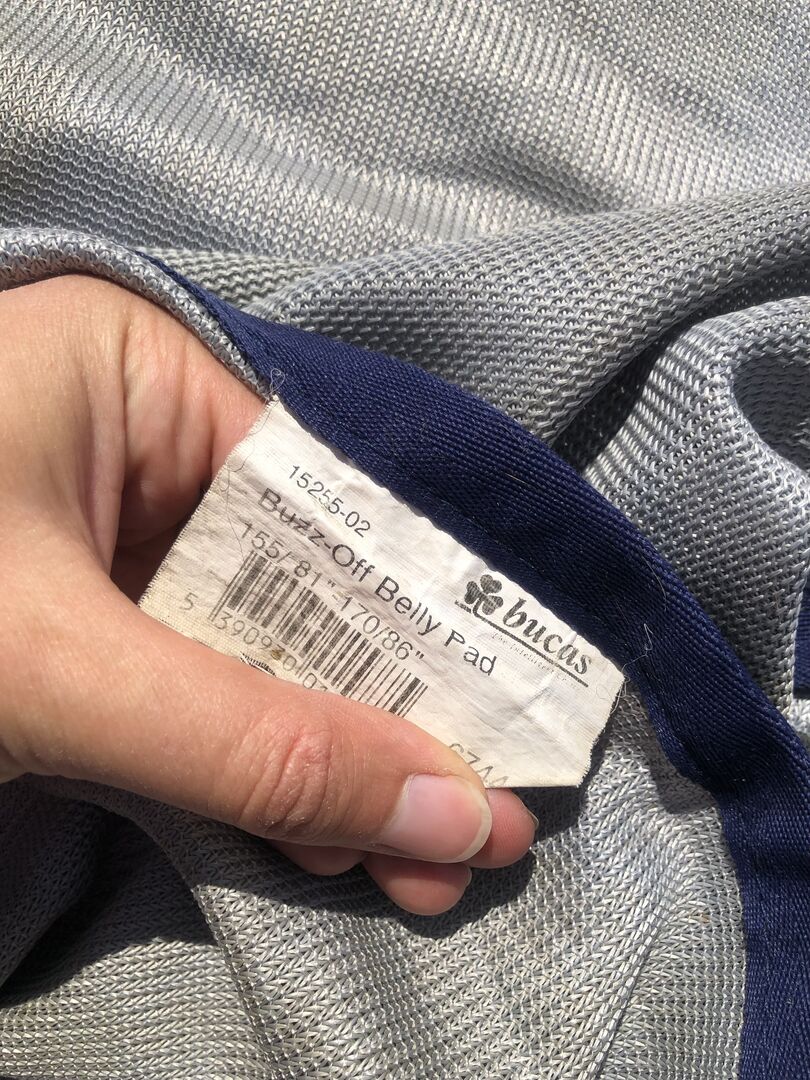 15255-02
Buzz-Off Belly Pad
155/ 81"-170/86"
bucas